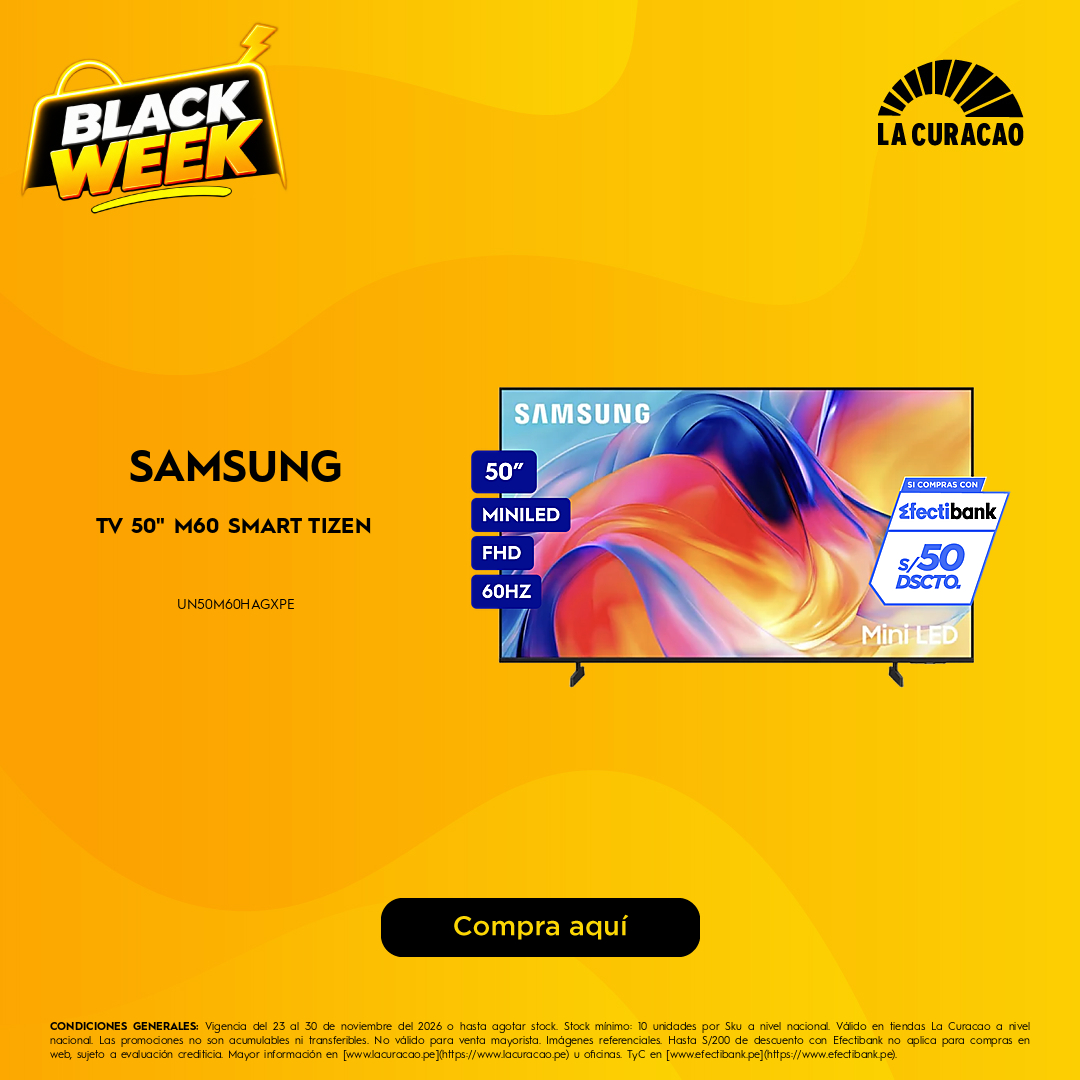 BLACK
WEEK
LA CURACAO
SAMSUNG
TV 50" M60 SMART TIZEN
UN50M60HAGXPE
SAMSUNG
50”
MINILED
FHD
60HZ
SI COMPRAS CON
Efectibank
S/50
DSCTO.
Mini LED
Compra aquí
CONDICIONES GENERALES: Vigencia del 23 al 30 de noviembre del 2026 o hasta agotar stock. Stock mínimo: 10 unidades por Sku a nivel nacional. Válido en tiendas La Curacao a nivel
nacional. Las promociones no son acumulables ni transferibles. No válido para venta mayorista. Imágenes referenciales. Hasta S/200 de descuento con Efectibank no aplica para compras en
web, sujeto a evaluación crediticia. Mayor información en [www.lacuracao.pe](https://www.lacuracao.pe) u oficinas. TyC en [www.efectibank.pe](https://www.efectibank.pe).